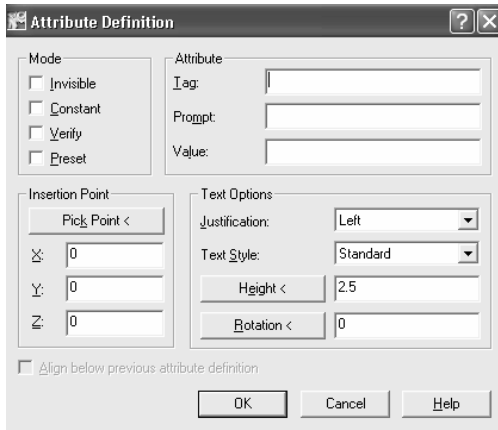 Attribute Definition
Mode
Invisible
Constant
Verify
Preset
Attribute
Tag:
Prompt:
Value:
Insertion Point
Pick Point <
X: 0
Y: 0
Z: 0
Text Options
Justification: Left
Text Style: Standard
Height < 2.5
Rotation < 0
Align below previous attribute definition
OK Cancel Help